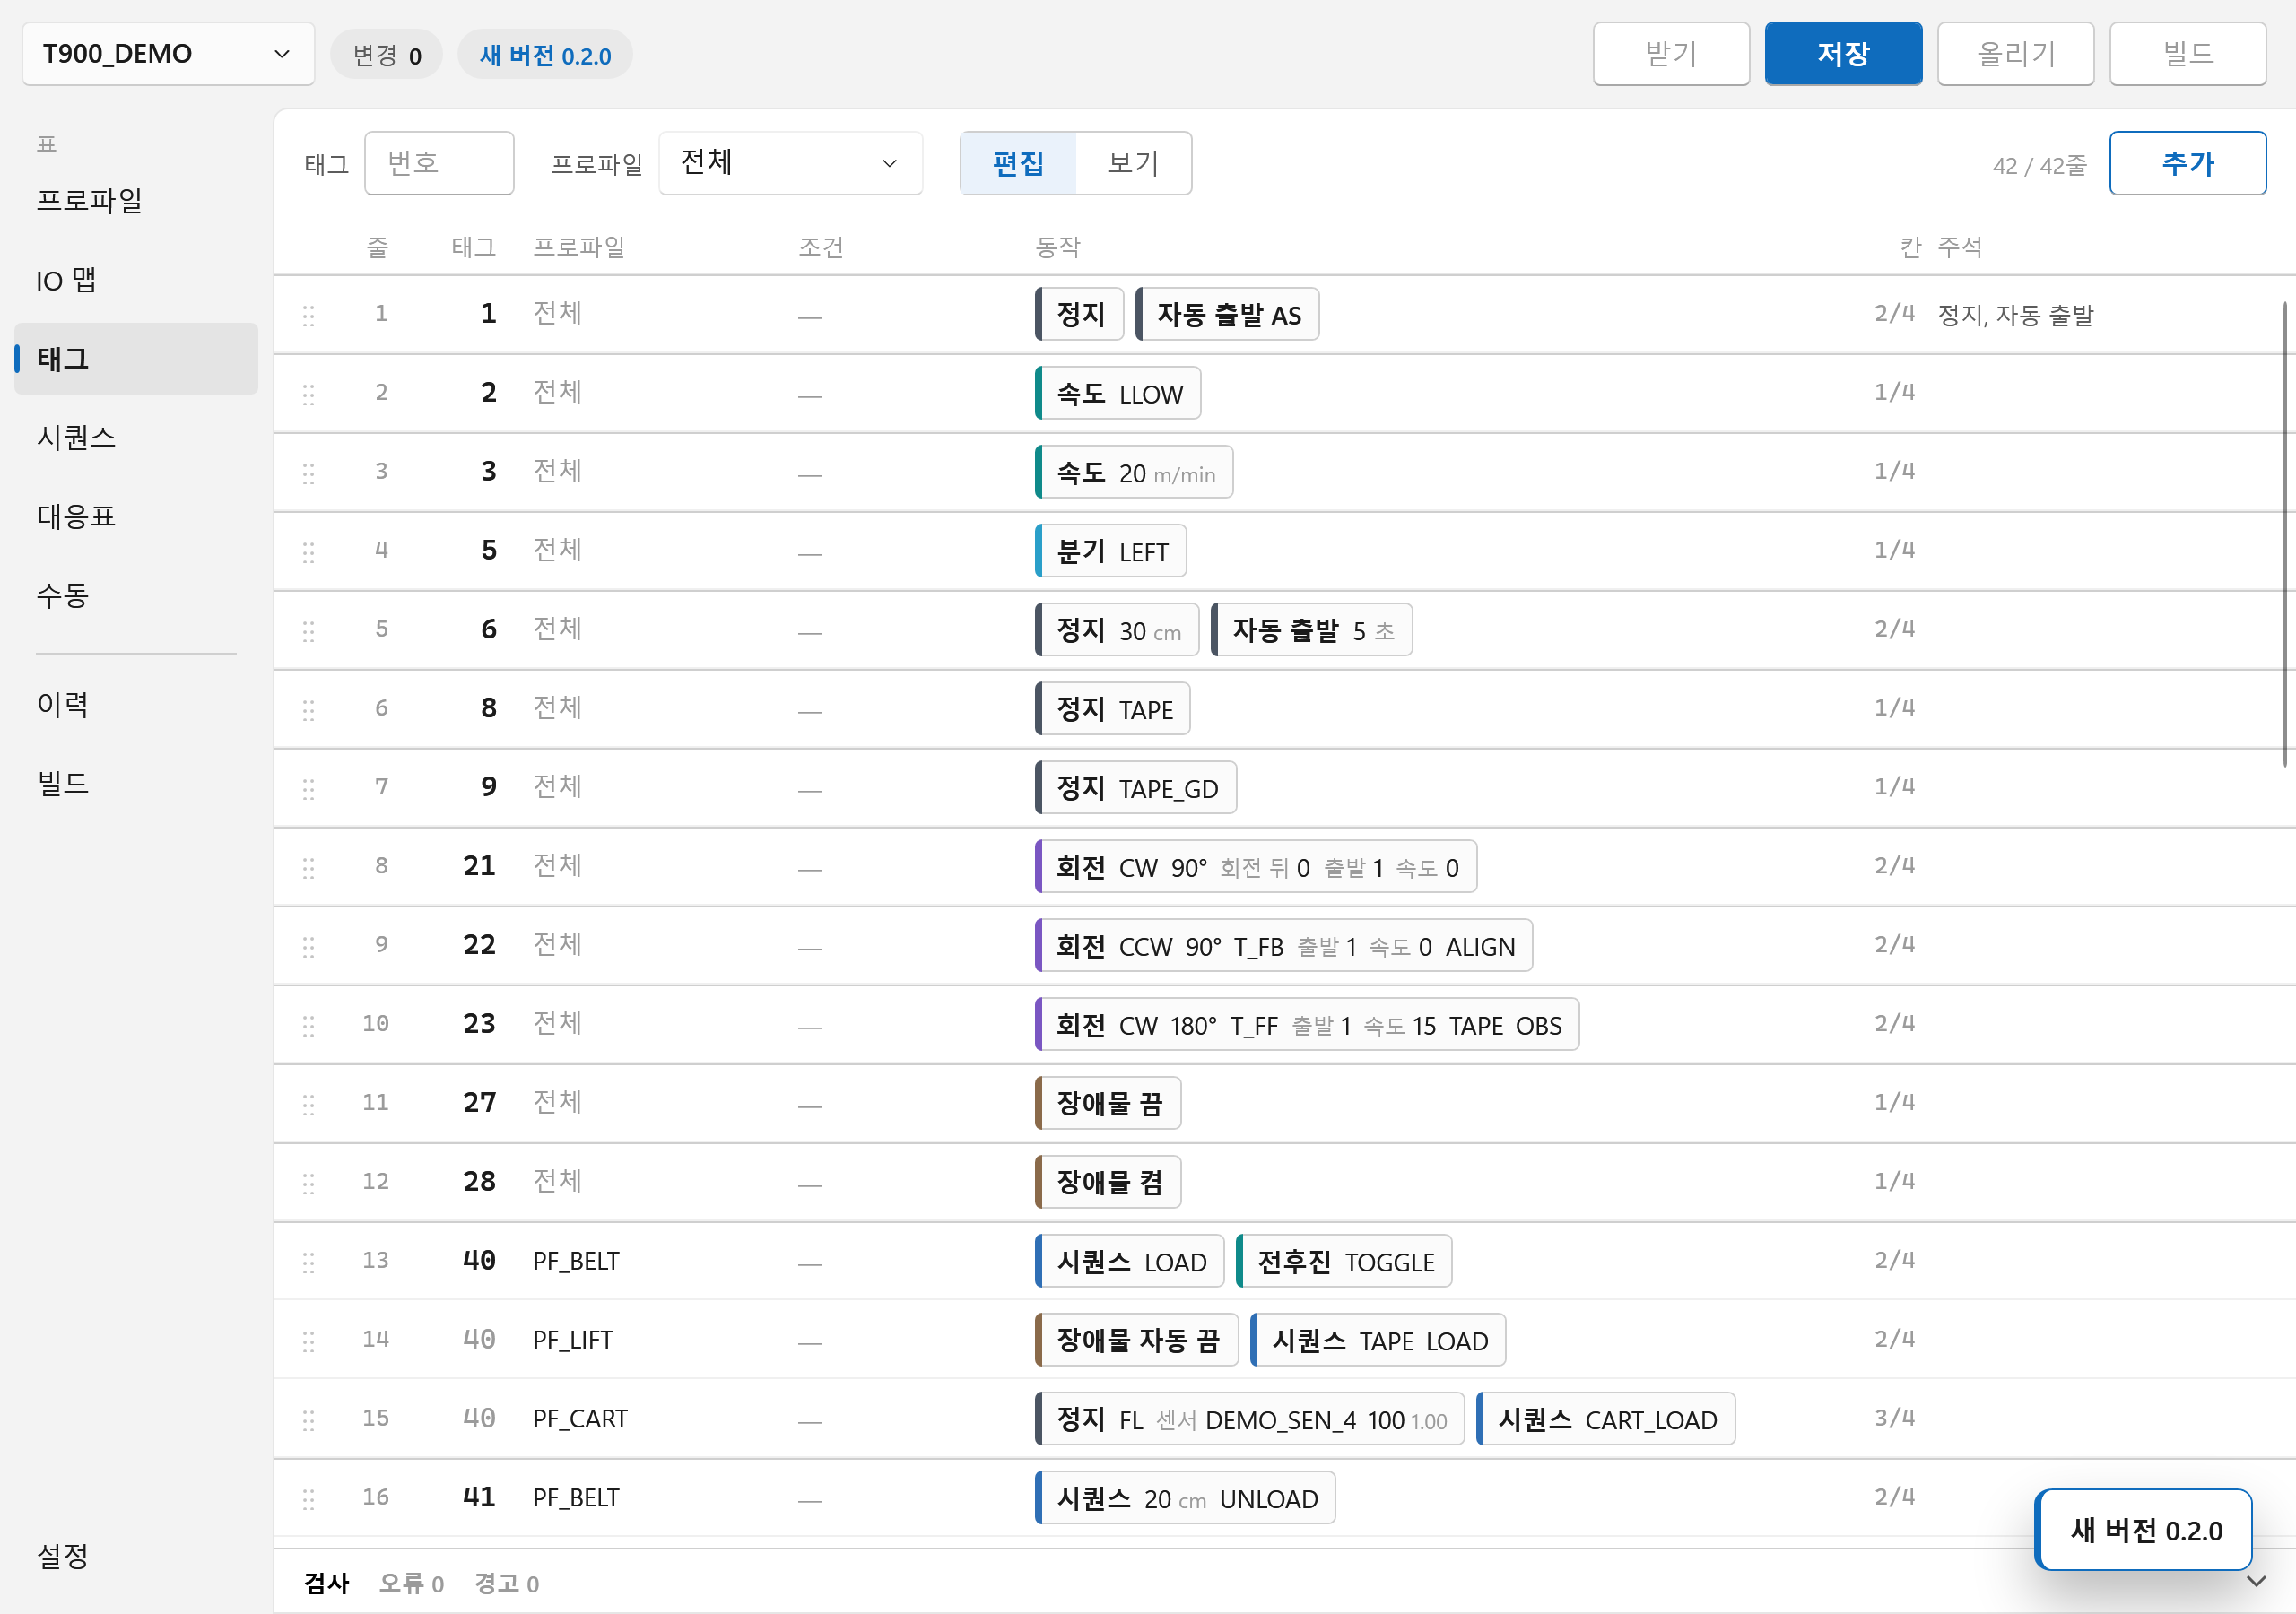 T900_DEMO 변경 0 새 버전 0.2.0 받기 저장 올리기 빌드
표
프로파일
IO 맵
태그
시퀀스
대응표
수동
이력
빌드
설정
태그 번호 프로파일 전체 편집 보기 42 / 42줄 추가
줄 태그 프로파일 조건 동작 칸 주석
1 1 전체 — 정지 자동 출발 AS 2/4 정지, 자동 출발
2 2 전체 — 속도 LLOW 1/4
3 3 전체 — 속도 20 m/min 1/4
4 5 전체 — 분기 LEFT 1/4
5 6 전체 — 정지 30 cm 자동 출발 5 초 2/4
6 8 전체 — 정지 TAPE 1/4
7 9 전체 — 정지 TAPE_GD 1/4
8 21 전체 — 회전 CW 90° 회전 뒤 0 출발 1 속도 0 2/4
9 22 전체 — 회전 CCW 90° T_FB 출발 1 속도 0 ALIGN 2/4
10 23 전체 — 회전 CW 180° T_FF 출발 1 속도 15 TAPE OBS 2/4
11 27 전체 — 장애물 끔 1/4
12 28 전체 — 장애물 켬 1/4
13 40 PF_BELT — 시퀀스 LOAD 전후진 TOGGLE 2/4
14 40 PF_LIFT — 장애물 자동 끔 시퀀스 TAPE LOAD 2/4
15 40 PF_CART — 정지 FL 센서 DEMO_SEN_4 100 1.00 시퀀스 CART_LOAD 3/4
16 41 PF_BELT — 시퀀스 20 cm UNLOAD 2/4
새 버전 0.2.0
검사 오류 0 경고 0